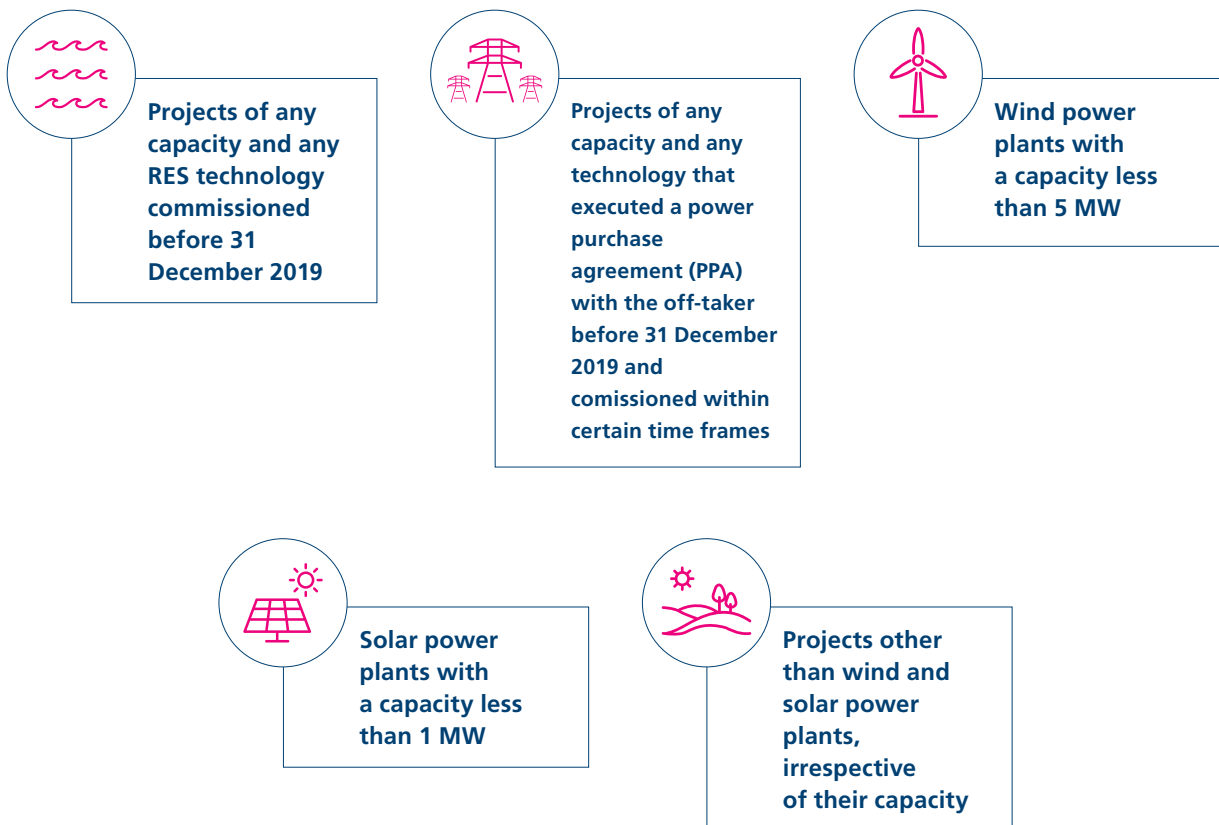 Projects of any
capacity and any
RES technology
commissioned
before 31
December 2019
Projects of any
capacity and any
technology that
executed a power
purchase
agreement (PPA)
with the off-taker
before 31 December
2019 and
comissioned within
certain time frames
Wind power
plants with
a capacity less
than 5 MW
Solar power
plants with
a capacity less
than 1 MW
Projects other
than wind and
solar power
plants,
irrespective
of their capacity